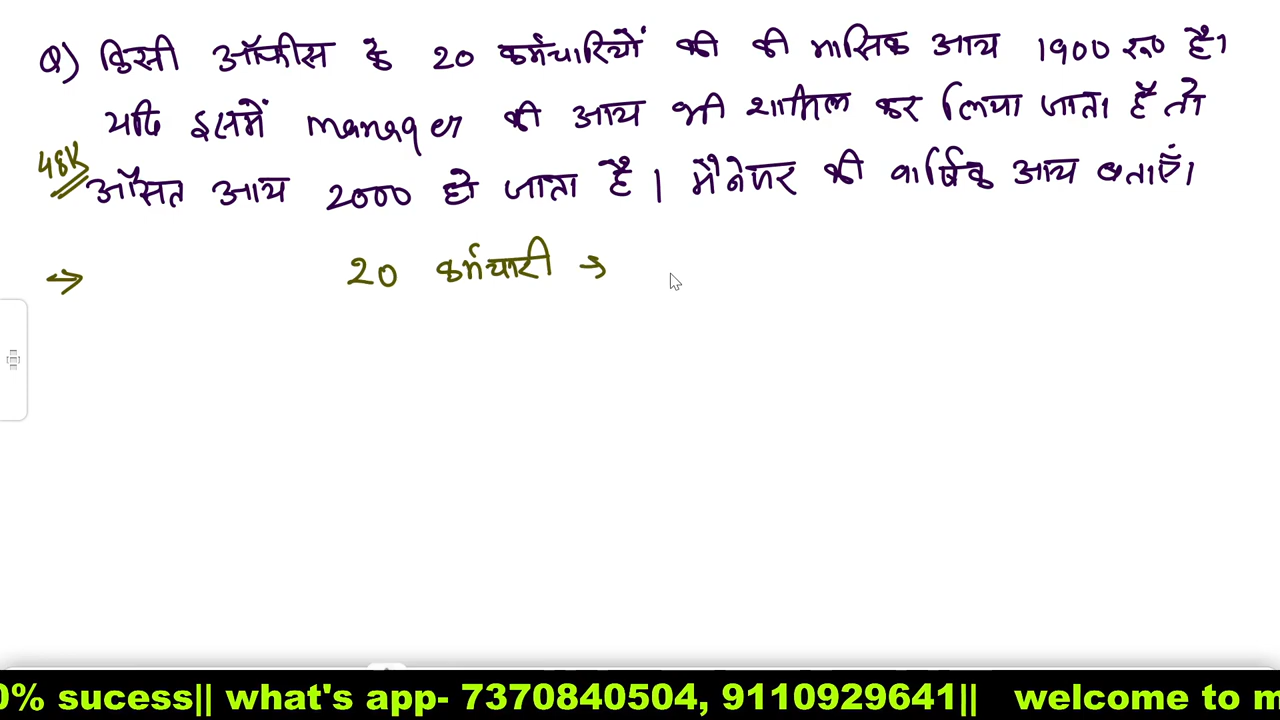 Q) किसी ऑफीस के 20 कर्मचारियों की की मासिक आय 1900 रु० है।
यदि इसमें manager की आय भी शामिल कर लिया जाता है तो
48K
औसत आय 2000 हो जाता है। मैनेजर की वार्षिक आय बताएँ।
⇒ 20 कर्मचारी →
0% sucess|| what's app- 7370840504, 9110929641|| welcome to m